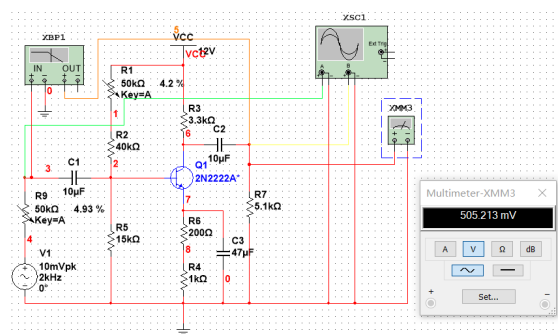 XSC1
XBP1
5
VCC
VCC
12V
Ext Trig
IN OUT
A B
0
R1
50kΩ 4.2 %
Key=A
XMM3
R3
3.3kΩ
1
6
C2
R2
40kΩ
10µF
Q1
2
3
C1
2N2222A*
10µF
Multimeter-XMM3
505.213 mV
R9
7
R7
50kΩ 4.93 %
5.1kΩ
Key=A
R6
R5
200Ω
C3
15kΩ
47µF
4
8
A V Ω dB
V1
R4
0
10mVpk
1kΩ
2kHz
0°
Set...